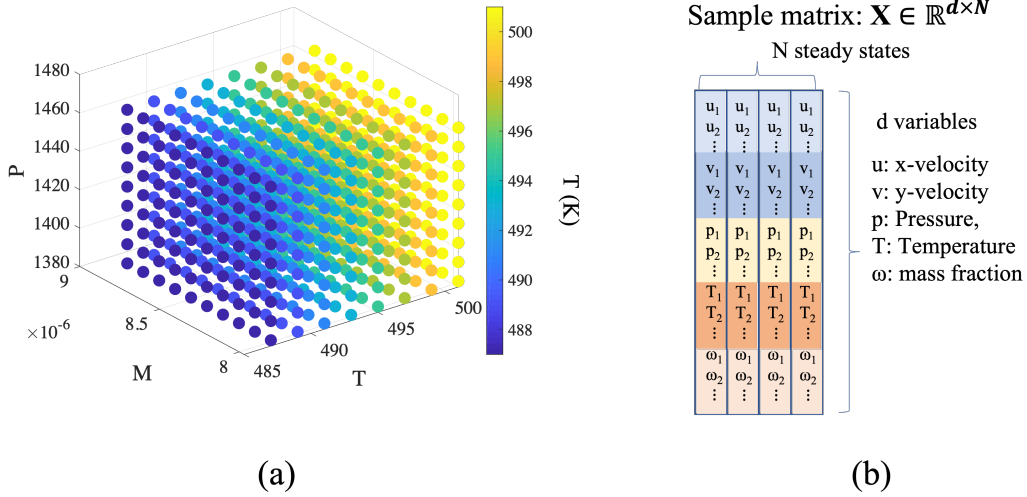 1480
1460
1440
1420
1400
1380
P
9
8.5
8
×10⁻⁶
M
485
490
495
500
T
500
498
496
494
492
490
488
T (K)
(a)
Sample matrix: X ∈ ℝ^{d×N}
N steady states
u₁ u₁ u₁ u₁
u₂ u₂ u₂ u₂
⋮ ⋮ ⋮ ⋮
v₁ v₁ v₁ v₁
v₂ v₂ v₂ v₂
⋮ ⋮ ⋮ ⋮
p₁ p₁ p₁ p₁
p₂ p₂ p₂ p₂
⋮ ⋮ ⋮ ⋮
T₁ T₁ T₁ T₁
T₂ T₂ T₂ T₂
⋮ ⋮ ⋮ ⋮
ω₁ ω₁ ω₁ ω₁
ω₂ ω₂ ω₂ ω₂
⋮ ⋮ ⋮ ⋮
d variables
u: x-velocity
v: y-velocity
p: Pressure,
T: Temperature
ω: mass fraction
(b)